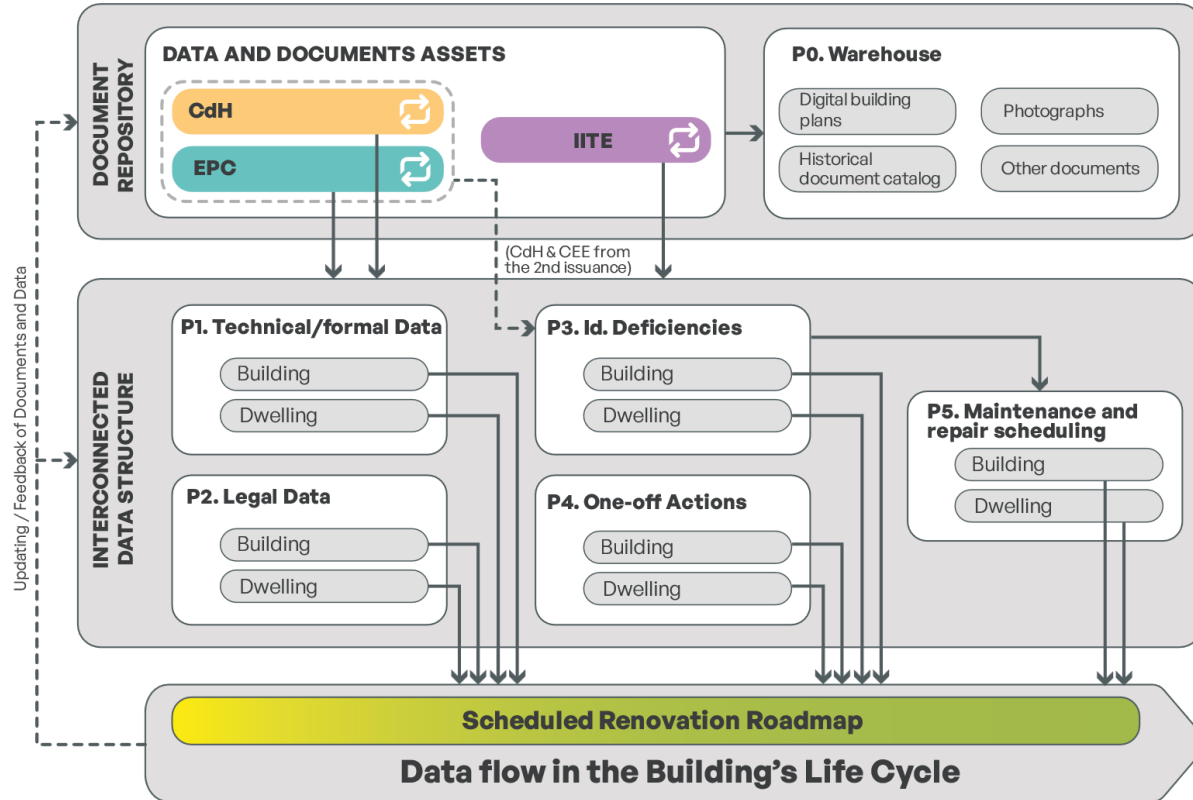 DOCUMENT
REPOSITORY
DATA AND DOCUMENTS ASSETS
CdH
EPC
IITE
P0. Warehouse
Digital building
plans
Photographs
Historical
document catalog
Other documents
(CdH & CEE from
the 2nd issuance)
Updating / Feedback of Documents and Data
INTERCONNECTED
DATA STRUCTURE
P1. Technical/formal Data
Building
Dwelling
P2. Legal Data
Building
Dwelling
P3. Id. Deficiencies
Building
Dwelling
P4. One-off Actions
Building
Dwelling
P5. Maintenance and
repair scheduling
Building
Dwelling
Scheduled Renovation Roadmap
Data flow in the Building’s Life Cycle